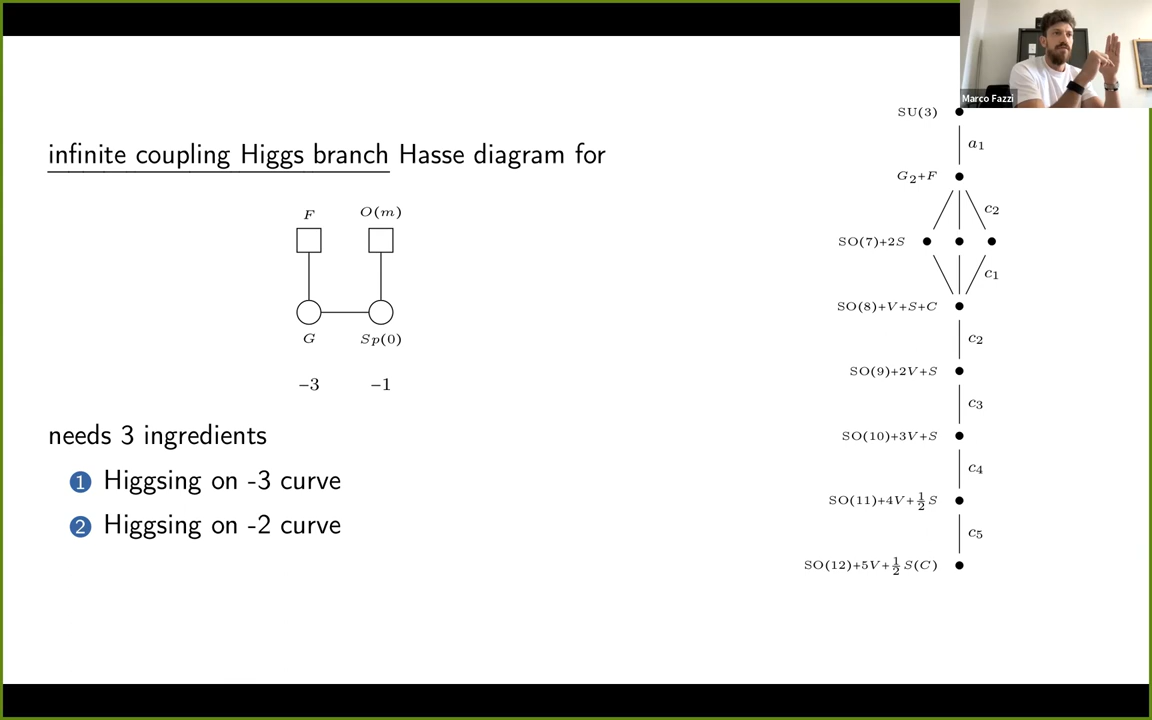 infinite coupling Higgs branch Hasse diagram for
F O(m)
G Sp(0)
−3 −1
needs 3 ingredients
1 Higgsing on -3 curve
2 Higgsing on -2 curve
Marco Fazzi
SU(3)
a₁
G₂+F
c₂
SO(7)+2S
c₁
SO(8)+V+S+C
c₂
SO(9)+2V+S
c₃
SO(10)+3V+S
c₄
SO(11)+4V+½S
c₅
SO(12)+5V+½S(C)